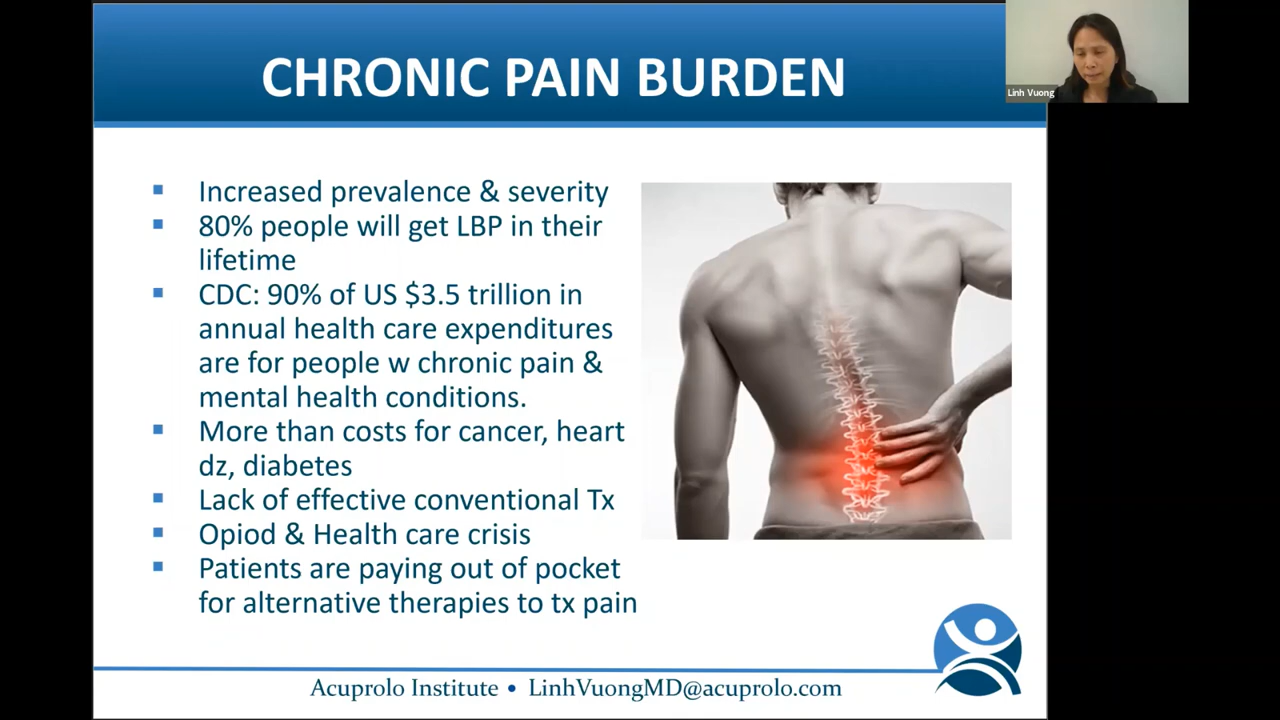 CHRONIC PAIN BURDEN
Linh Vuong
▪ Increased prevalence & severity
▪ 80% people will get LBP in their
lifetime
▪ CDC: 90% of US $3.5 trillion in
annual health care expenditures
are for people w chronic pain &
mental health conditions.
▪ More than costs for cancer, heart
dz, diabetes
▪ Lack of effective conventional Tx
▪ Opiod & Health care crisis
▪ Patients are paying out of pocket
for alternative therapies to tx pain
Acuprolo Institute • LinhVuongMD@acuprolo.com